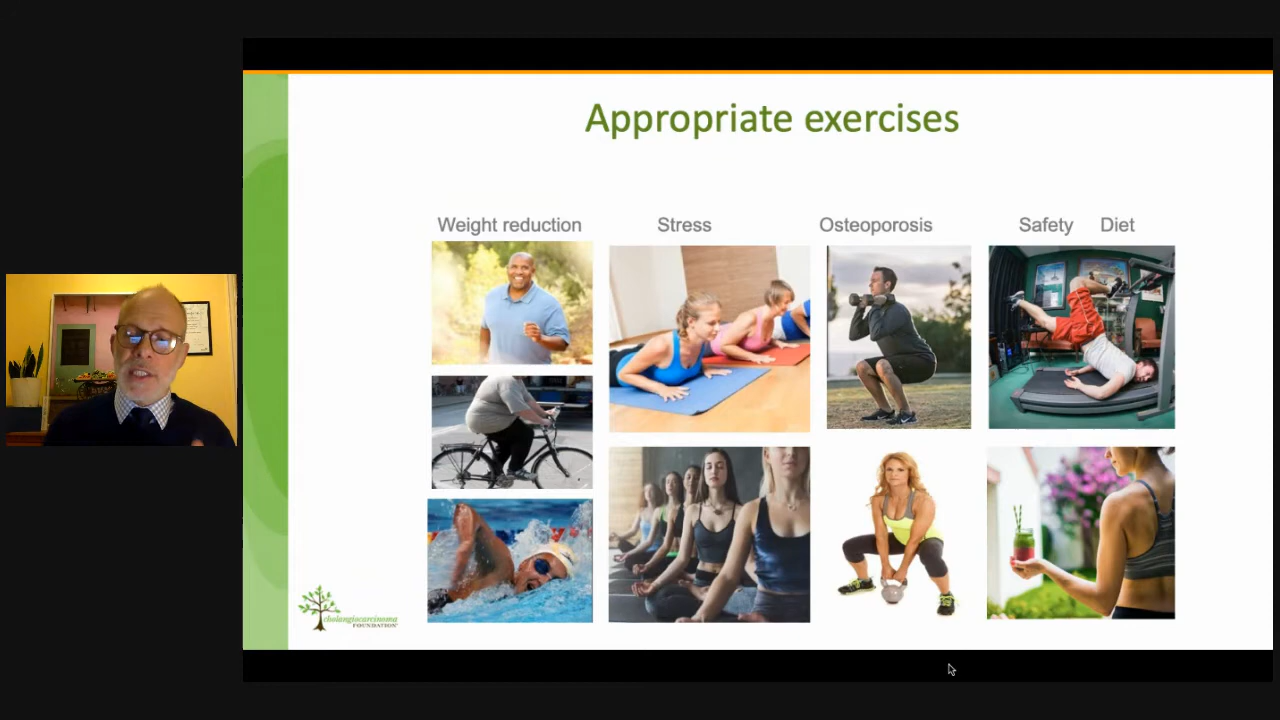 Appropriate exercises
Weight reduction
Stress
Osteoporosis
Safety Diet
cholangiocarcinoma
FOUNDATION